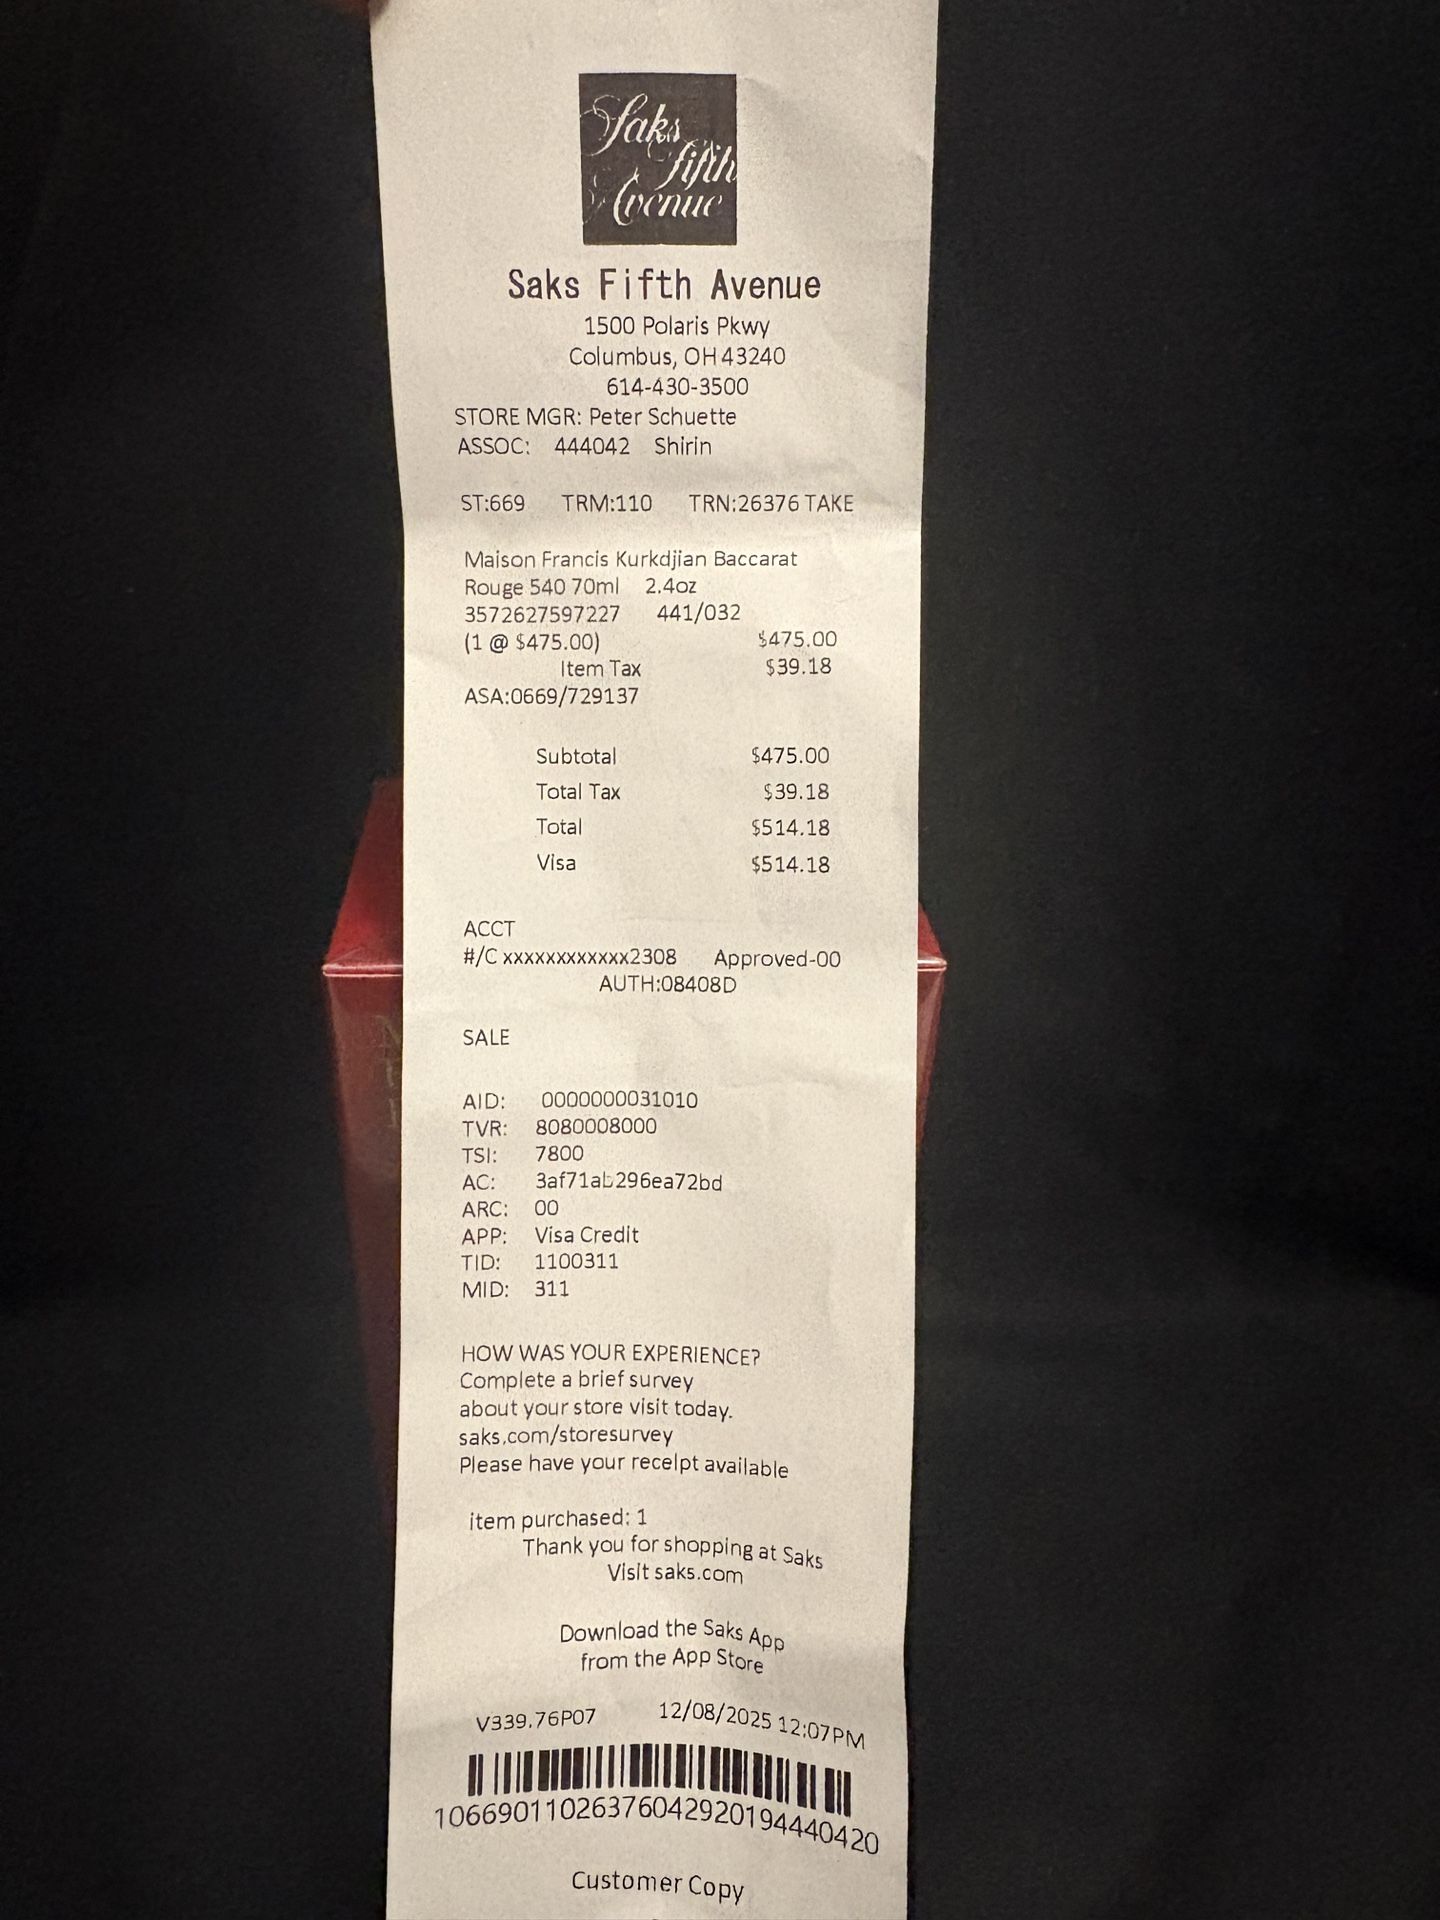 Saks
fifth
Avenue
Saks Fifth Avenue
1500 Polaris Pkwy
Columbus, OH 43240
614-430-3500
STORE MGR: Peter Schuette
ASSOC: 444042 Shirin
ST:669 TRM:110 TRN:26376 TAKE
Maison Francis Kurkdjian Baccarat
Rouge 540 70ml 2.4oz
3572627597227 441/032
(1 @ $475.00) $475.00
Item Tax $39.18
ASA:0669/729137
Subtotal $475.00
Total Tax $39.18
Total $514.18
Visa $514.18
ACCT
#/C xxxxxxxxxxxx2308 Approved-00
AUTH:08408D
SALE
AID: 0000000031010
TVR: 8080008000
TSI: 7800
AC: 3af71ab296ea72bd
ARC: 00
APP: Visa Credit
TID: 1100311
MID: 311
HOW WAS YOUR EXPERIENCE?
Complete a brief survey
about your store visit today.
saks.com/storesurvey
Please have your receipt available
item purchased: 1
Thank you for shopping at Saks
Visit saks.com
Download the Saks App
from the App Store
V339.76P07 12/08/2025 12:07PM
10669011026376042920194440420
Customer Copy